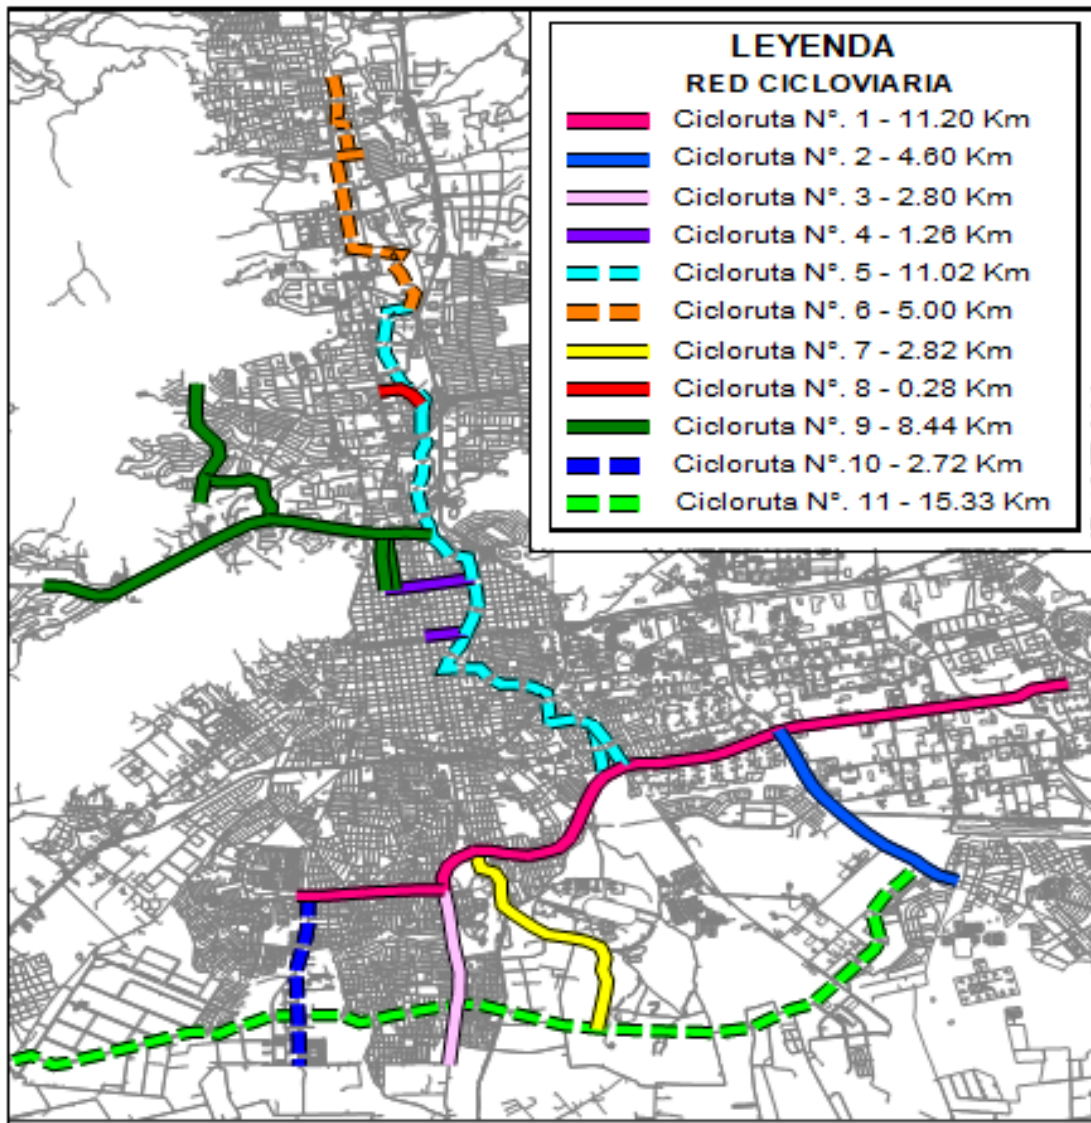 LEYENDA
RED CICLOVIARIA
Cicloruta N°. 1 - 11.20 Km
Cicloruta N°. 2 - 4.60 Km
Cicloruta N°. 3 - 2.80 Km
Cicloruta N°. 4 - 1.26 Km
Cicloruta N°. 5 - 11.02 Km
Cicloruta N°. 6 - 5.00 Km
Cicloruta N°. 7 - 2.82 Km
Cicloruta N°. 8 - 0.28 Km
Cicloruta N°. 9 - 8.44 Km
Cicloruta N°.10 - 2.72 Km
Cicloruta N°. 11 - 15.33 Km